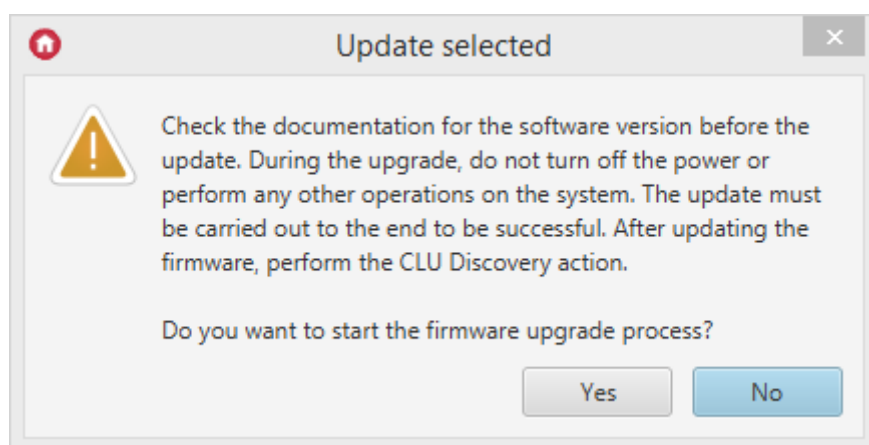 Update selected
Check the documentation for the software version before the
update. During the upgrade, do not turn off the power or
perform any other operations on the system. The update must
be carried out to the end to be successful. After updating the
firmware, perform the CLU Discovery action.
Do you want to start the firmware upgrade process?
Yes No